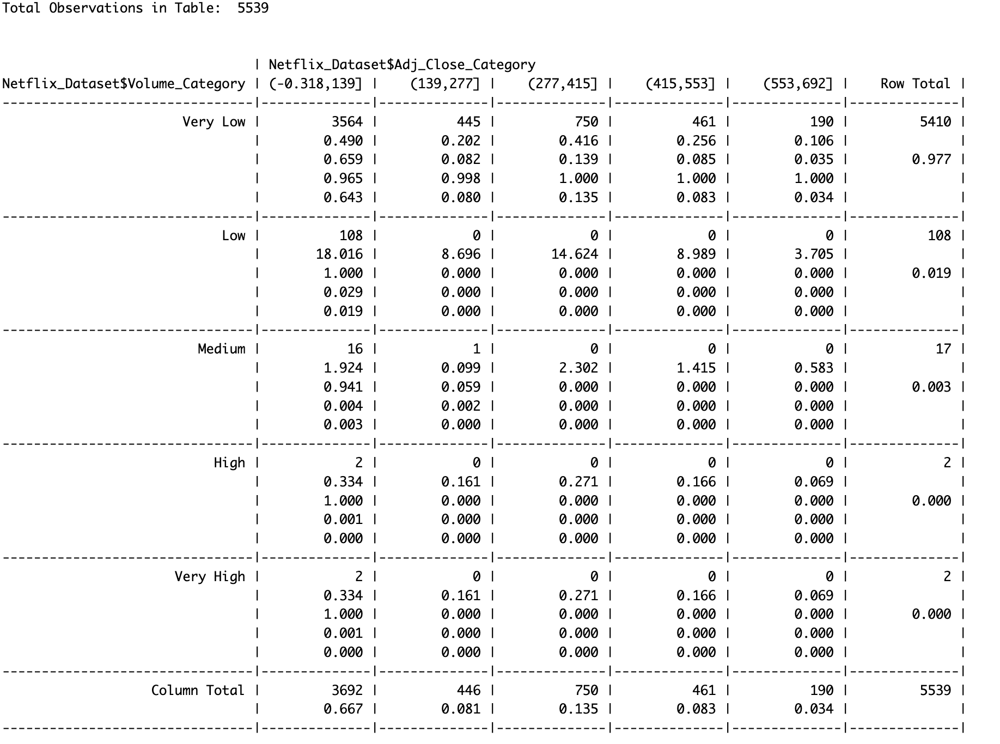 Total Observations in Table:  5539
                                | Netflix_Dataset$Adj_Close_Category
Netflix_Dataset$Volume_Category | (-0.318,139] |    (139,277] |     (277,415] |    (415,553] |    (553,692] |    Row Total |
--------------------------------|--------------|--------------|---------------|--------------|--------------|--------------|
                       Very Low |         3564 |          445 |           750 |          461 |          190 |         5410 |
                                |        0.490 |        0.202 |         0.416 |        0.256 |        0.106 |              |
                                |        0.659 |        0.082 |         0.139 |        0.085 |        0.035 |        0.977 |
                                |        0.965 |        0.998 |         1.000 |        1.000 |        1.000 |              |
                                |        0.643 |        0.080 |         0.135 |        0.083 |        0.034 |              |
--------------------------------|--------------|--------------|---------------|--------------|--------------|--------------|
                            Low |          108 |            0 |             0 |            0 |            0 |          108 |
                                |       18.016 |        8.696 |        14.624 |        8.989 |        3.705 |              |
                                |        1.000 |        0.000 |         0.000 |        0.000 |        0.000 |        0.019 |
                                |        0.029 |        0.000 |         0.000 |        0.000 |        0.000 |              |
                                |        0.019 |        0.000 |         0.000 |        0.000 |        0.000 |              |
--------------------------------|--------------|--------------|---------------|--------------|--------------|--------------|
                         Medium |           16 |            1 |             0 |            0 |            0 |           17 |
                                |        1.924 |        0.099 |         2.302 |        1.415 |        0.583 |              |
                                |        0.941 |        0.059 |         0.000 |        0.000 |        0.000 |        0.003 |
                                |        0.004 |        0.002 |         0.000 |        0.000 |        0.000 |              |
                                |        0.003 |        0.000 |         0.000 |        0.000 |        0.000 |              |
--------------------------------|--------------|--------------|---------------|--------------|--------------|--------------|
                           High |            2 |            0 |             0 |            0 |            0 |            2 |
                                |        0.334 |        0.161 |         0.271 |        0.166 |        0.069 |              |
                                |        1.000 |        0.000 |         0.000 |        0.000 |        0.000 |        0.000 |
                                |        0.001 |        0.000 |         0.000 |        0.000 |        0.000 |              |
                                |        0.000 |        0.000 |         0.000 |        0.000 |        0.000 |              |
--------------------------------|--------------|--------------|---------------|--------------|--------------|--------------|
                      Very High |            2 |            0 |             0 |            0 |            0 |            2 |
                                |        0.334 |        0.161 |         0.271 |        0.166 |        0.069 |              |
                                |        1.000 |        0.000 |         0.000 |        0.000 |        0.000 |        0.000 |
                                |        0.001 |        0.000 |         0.000 |        0.000 |        0.000 |              |
                                |        0.000 |        0.000 |         0.000 |        0.000 |        0.000 |              |
--------------------------------|--------------|--------------|---------------|--------------|--------------|--------------|
                   Column Total |         3692 |          446 |           750 |          461 |          190 |         5539 |
                                |        0.667 |        0.081 |         0.135 |        0.083 |        0.034 |              |
--------------------------------|--------------|--------------|---------------|--------------|--------------|--------------|